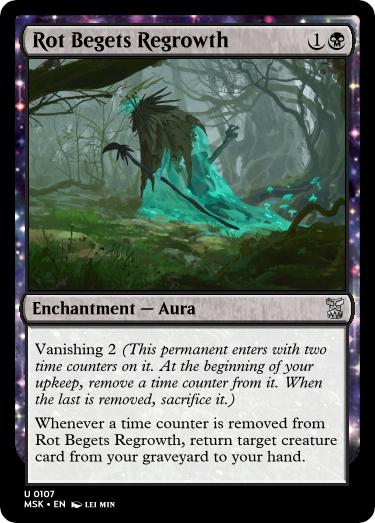 Rot Begets Regrowth 1
Enchantment — Aura
Vanishing 2 (This permanent enters with two
time counters on it. At the beginning of your
upkeep, remove a time counter from it. When
the last is removed, sacrifice it.)
Whenever a time counter is removed from
Rot Begets Regrowth, return target creature
card from your graveyard to your hand.
U 0107
MSK • EN LEI MIN